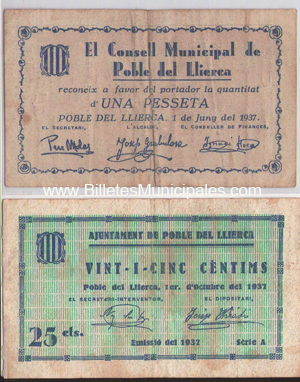 El Consell Municipal de
Poble del Llierca
reconeix a favor del portador la quantitat
d'UNA PESSETA
POBLE DEL LLIERCA, 1 de Juny del 1937.
EL SECRETARI, L'ALCALDE, EL CONSELLER DE FINANCES,
www.BilletesMunicipales.com
AJUNTAMENT DE POBLE DEL LLIERCA
VINT-I-CINC CÈNTIMS
Poble del Llierca, 1er. d'Octubre del 1937
EL SECRETARI-INTERVENTOR, EL DIPOSITARI,
25 cts.
Emissió del 1937 Sèrie A